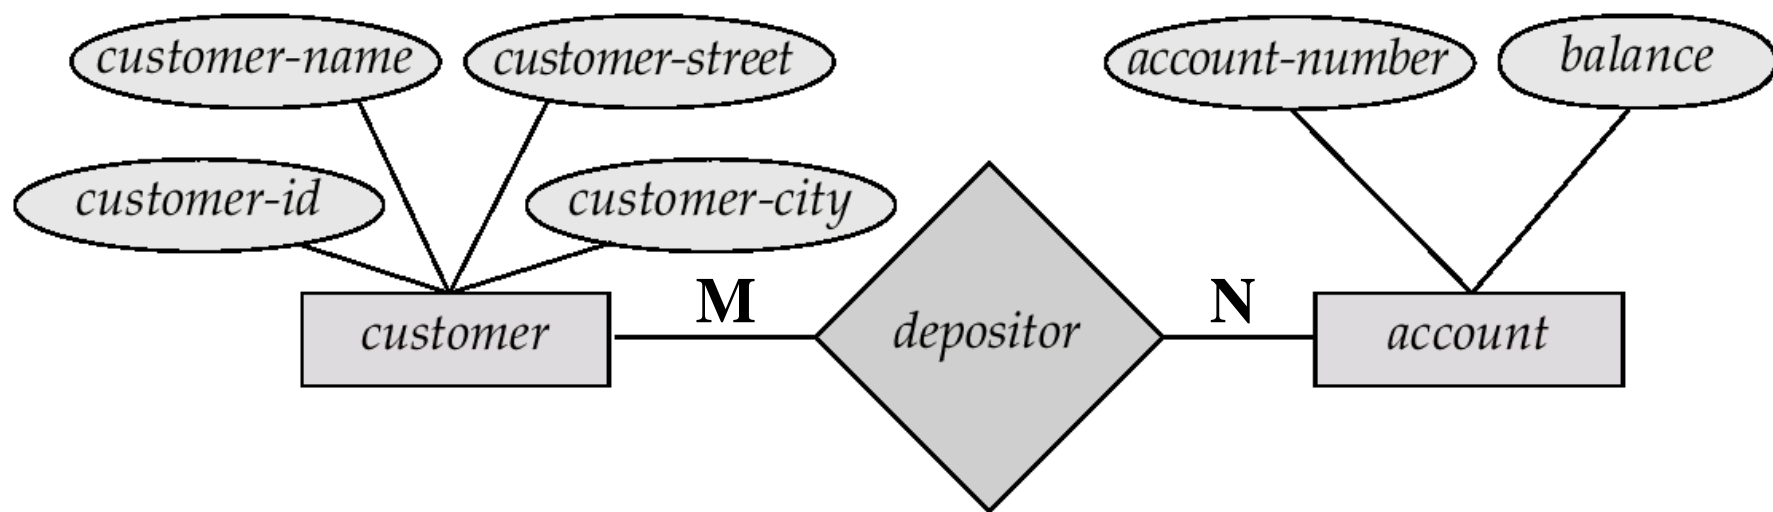 customer-name
customer-street
account-number
balance
customer-id
customer-city
M
N
customer
depositor
account